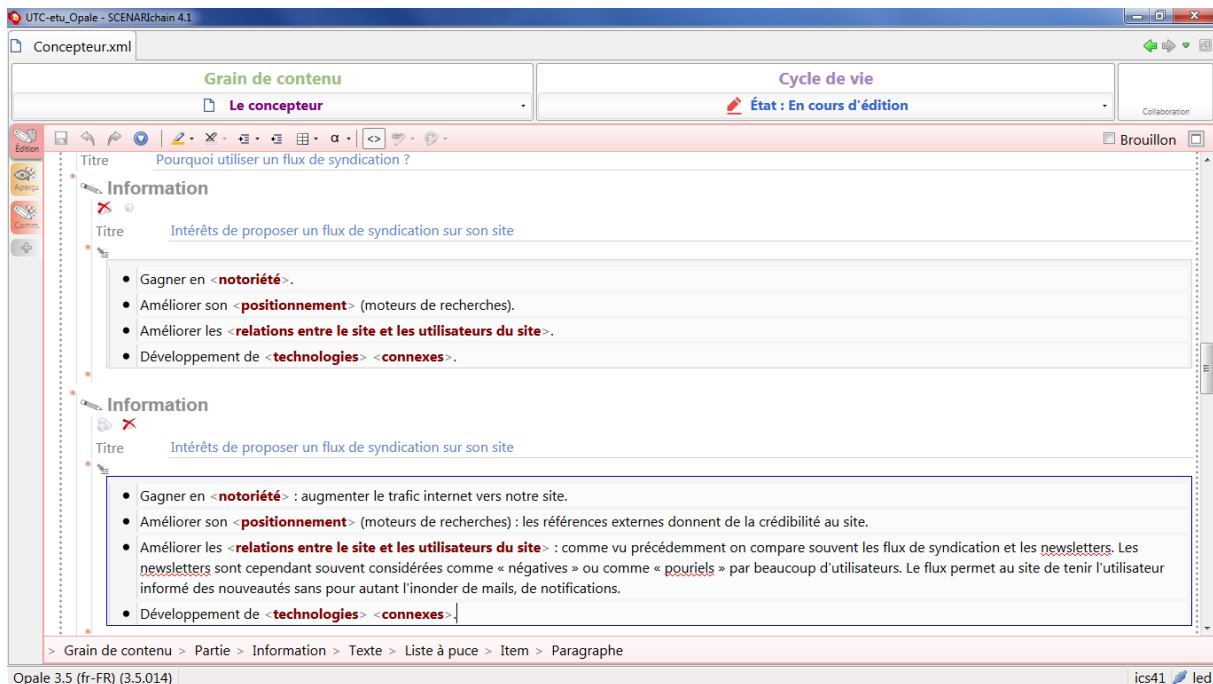 UTC-etu_Opale - SCENARIchain 4.1
Concepteur.xml
Grain de contenu
Cycle de vie
Le concepteur
État : En cours d'édition
Collaboration
Édition
α
<>
Brouillon
Titre Pourquoi utiliser un flux de syndication ?
Aperçu
Information
Comm.
Titre Intérêts de proposer un flux de syndication sur son site
• Gagner en <notoriété>.
• Améliorer son <positionnement> (moteurs de recherches).
• Améliorer les <relations entre le site et les utilisateurs du site>.
• Développement de <technologies> <connexes>.
Information
Titre Intérêts de proposer un flux de syndication sur son site
• Gagner en <notoriété> : augmenter le trafic internet vers notre site.
• Améliorer son <positionnement> (moteurs de recherches) : les références externes donnent de la crédibilité au site.
• Améliorer les <relations entre le site et les utilisateurs du site> : comme vu précédemment on compare souvent les flux de syndication et les newsletters. Les
newsletters sont cependant souvent considérées comme « négatives » ou comme « pouriels » par beaucoup d'utilisateurs. Le flux permet au site de tenir l'utilisateur
informé des nouveautés sans pour autant l'inonder de mails, de notifications.
• Développement de <technologies> <connexes>.
> Grain de contenu > Partie > Information > Texte > Liste à puce > Item > Paragraphe
Opale 3.5 (fr-FR) (3.5.014)
ics41 led